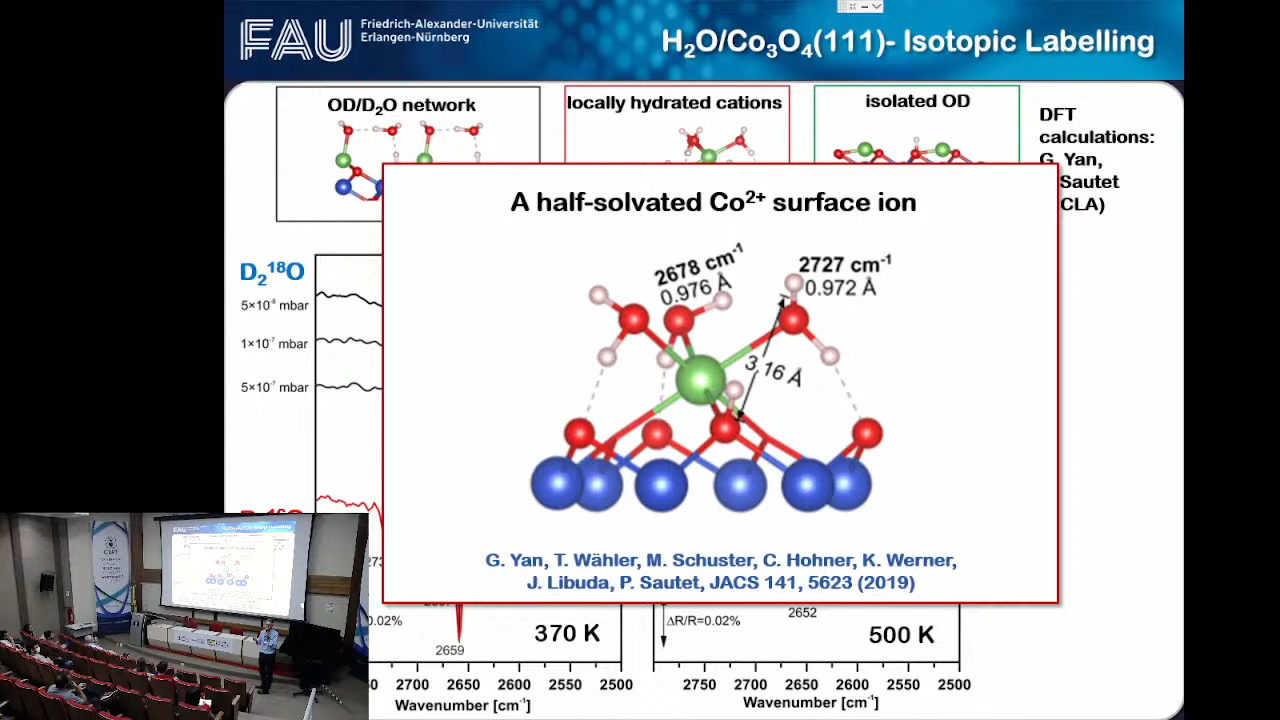 FAU Friedrich-Alexander-Universität
Erlangen-Nürnberg
H₂O/Co₃O₄(111)- Isotopic Labelling
OD/D₂O network
locally hydrated cations
isolated OD
DFT
calculations:
G. Yan,
Sautet
CLA)
A half-solvated Co²⁺ surface ion
2678 cm⁻¹
0.976 Å
2727 cm⁻¹
0.972 Å
3.16 Å
D₂¹⁸O
5×10⁻⁸ mbar
1×10⁻⁷ mbar
5×10⁻⁷ mbar
G. Yan, T. Wähler, M. Schuster, C. Hohner, K. Werner,
J. Libuda, P. Sautet, JACS 141, 5623 (2019)
0.02%
2659
370 K
ΔR/R=0.02%
2652
500 K
2700 2650 2600 2550 2500
Wavenumber [cm⁻¹]
2750 2700 2650 2600 2550 2500
Wavenumber [cm⁻¹]